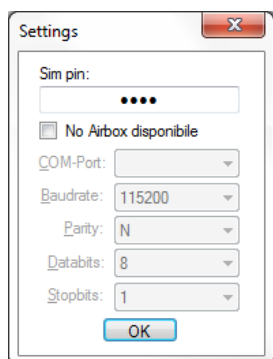 Settings
Sim pin:
••••
No Airbox disponibile
COM-Port:
Baudrate: 115200
Parity: N
Databits: 8
Stopbits: 1
OK